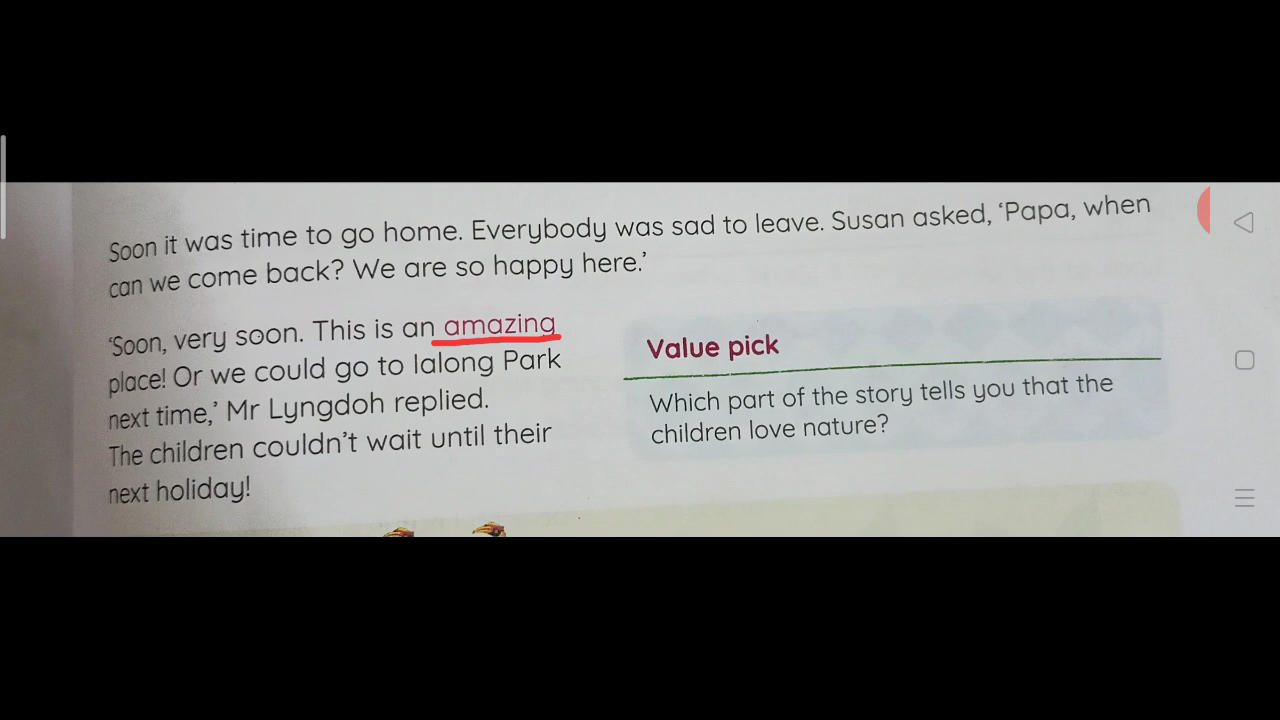 Soon it was time to go home. Everybody was sad to leave. Susan asked, ‘Papa, when
can we come back? We are so happy here.’
‘Soon, very soon. This is an amazing
place! Or we could go to Ialong Park
next time,’ Mr Lyngdoh replied.
The children couldn’t wait until their
next holiday!
Value pick
Which part of the story tells you that the
children love nature?